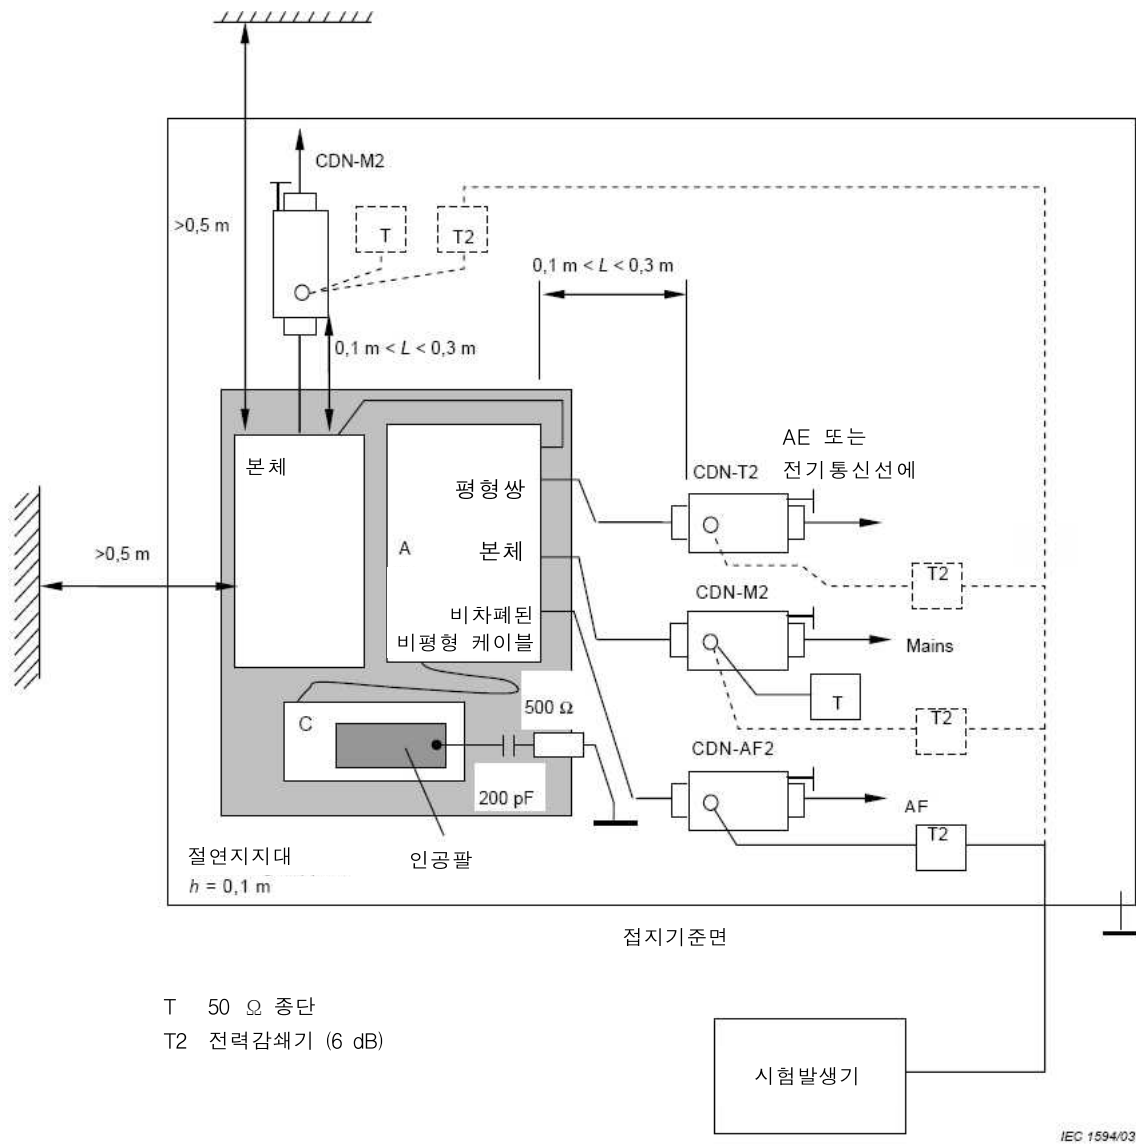 CDN-M2
>0,5 m
T
T2
0,1 m < L < 0,3 m
0,1 m < L < 0,3 m
본체
AE 또는
전기통신선에
CDN-T2
평형쌍
>0,5 m
A
본체
T2
CDN-M2
비차폐된
비평형 케이블
Mains
T
500 Ω
C
T2
CDN-AF2
200 pF
AF
T2
절연지지대
인공팔
h = 0,1 m
접지기준면
T 50 Ω 종단
T2 전력감쇄기 (6 dB)
시험발생기
IEC 1594/03